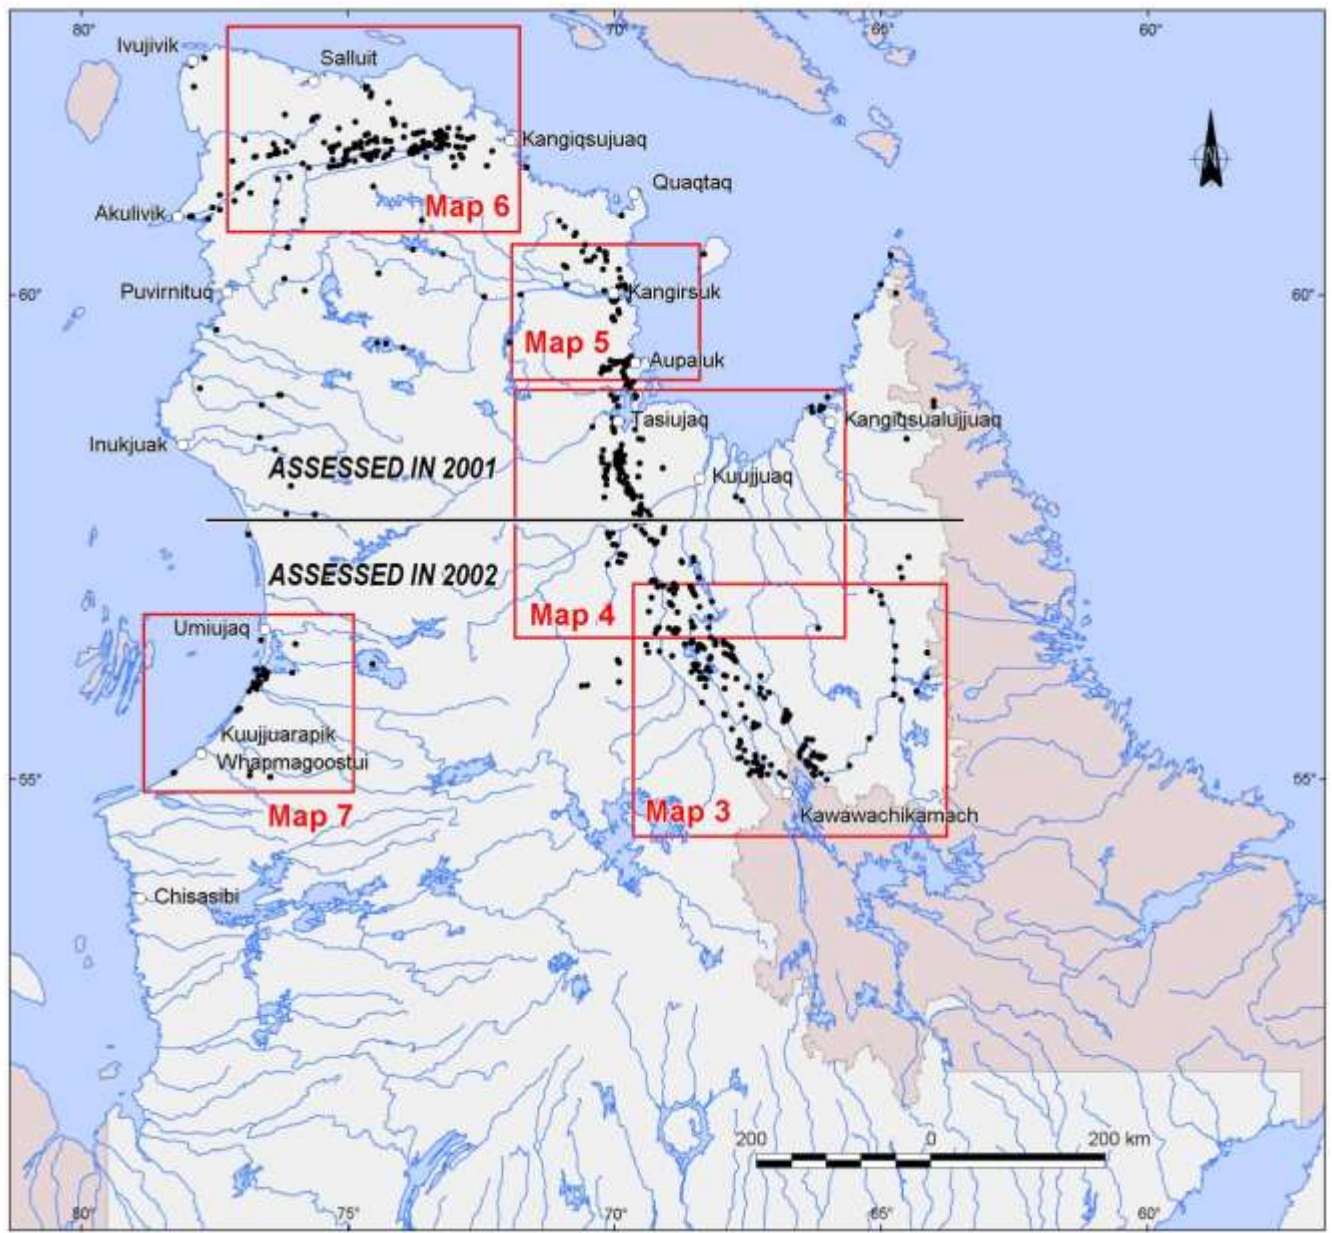 80°
70°
65°
60°
Ivujivik
Salluit
Kangiqsujuaq
N
Quaqtaq
Akulivik
Map 6
60°
Puvirnituq
Kangirsuk
60°
Map 5
Aupaluk
Tasiujaq
Kangiqsualujjuaq
Inukjuak
ASSESSED IN 2001
Kuujjuaq
ASSESSED IN 2002
Map 4
Umiujaq
Kuujjuarapik
Whapmagoostui
55°
55°
Map 7
Map 3
Kawawachikamach
Chisasibi
200
0
200 km
80°
75°
70°
65°
60°